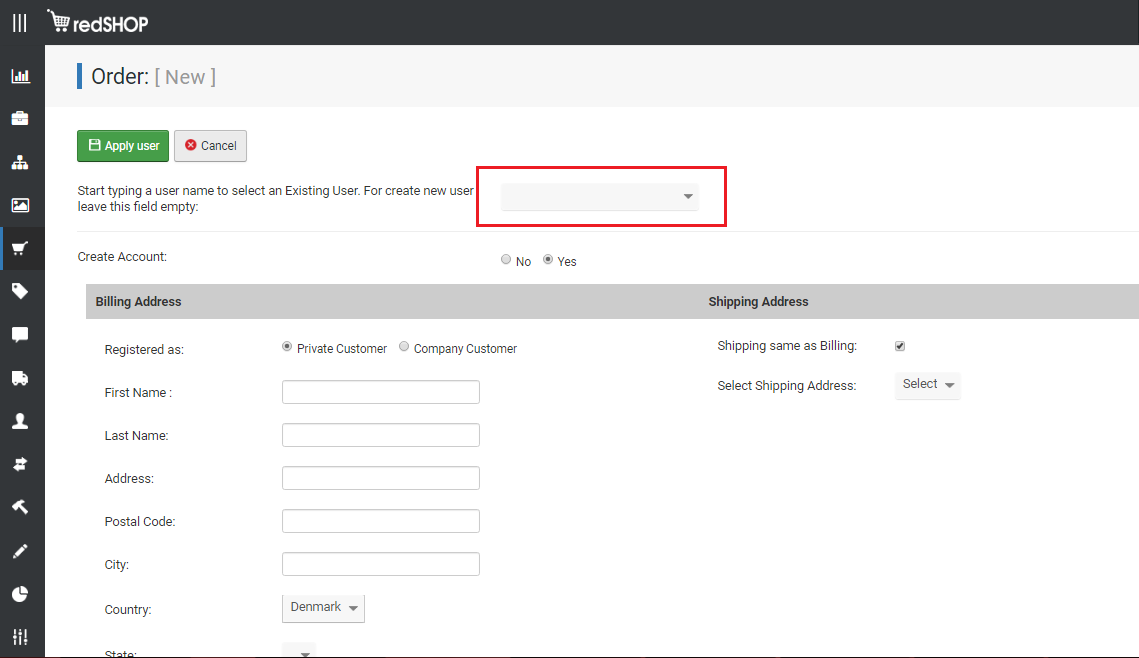 redSHOP
Order: [ New ]
Apply user
Cancel
Start typing a user name to select an Existing User. For create new user
leave this field empty:
Create Account:
No
Yes
Billing Address
Shipping Address
Registered as:
Private Customer
Company Customer
Shipping same as Billing:
First Name :
Select Shipping Address:
Select
Last Name:
Address:
Postal Code:
City:
Country:
Denmark
State: